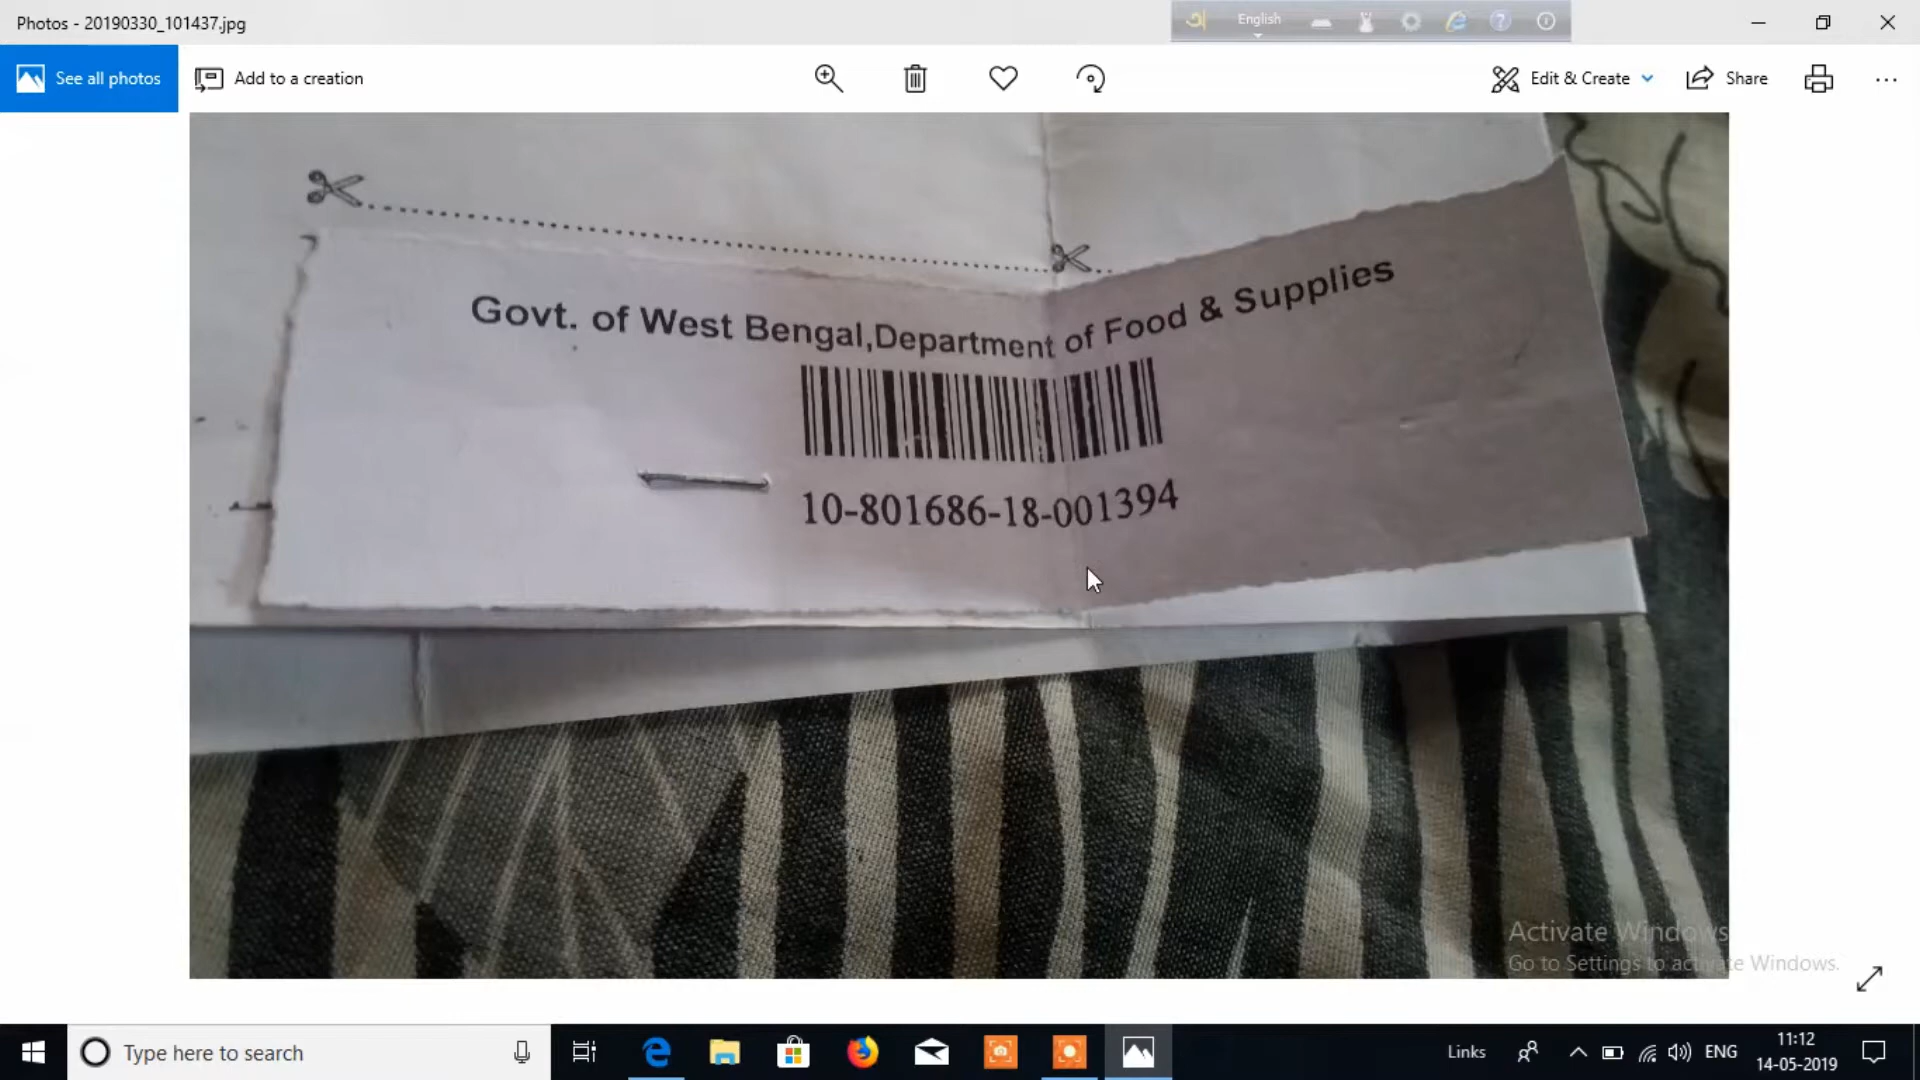 Photos - 20190330_101437.jpg
অ English
See all photos
Add to a creation
Edit & Create
Share
Govt. of West Bengal,Department of Food & Supplies
10-801686-18-001394
Activate Windows
Go to Settings to activate Windows.
Type here to search
Links
ENG
11:12
14-05-2019